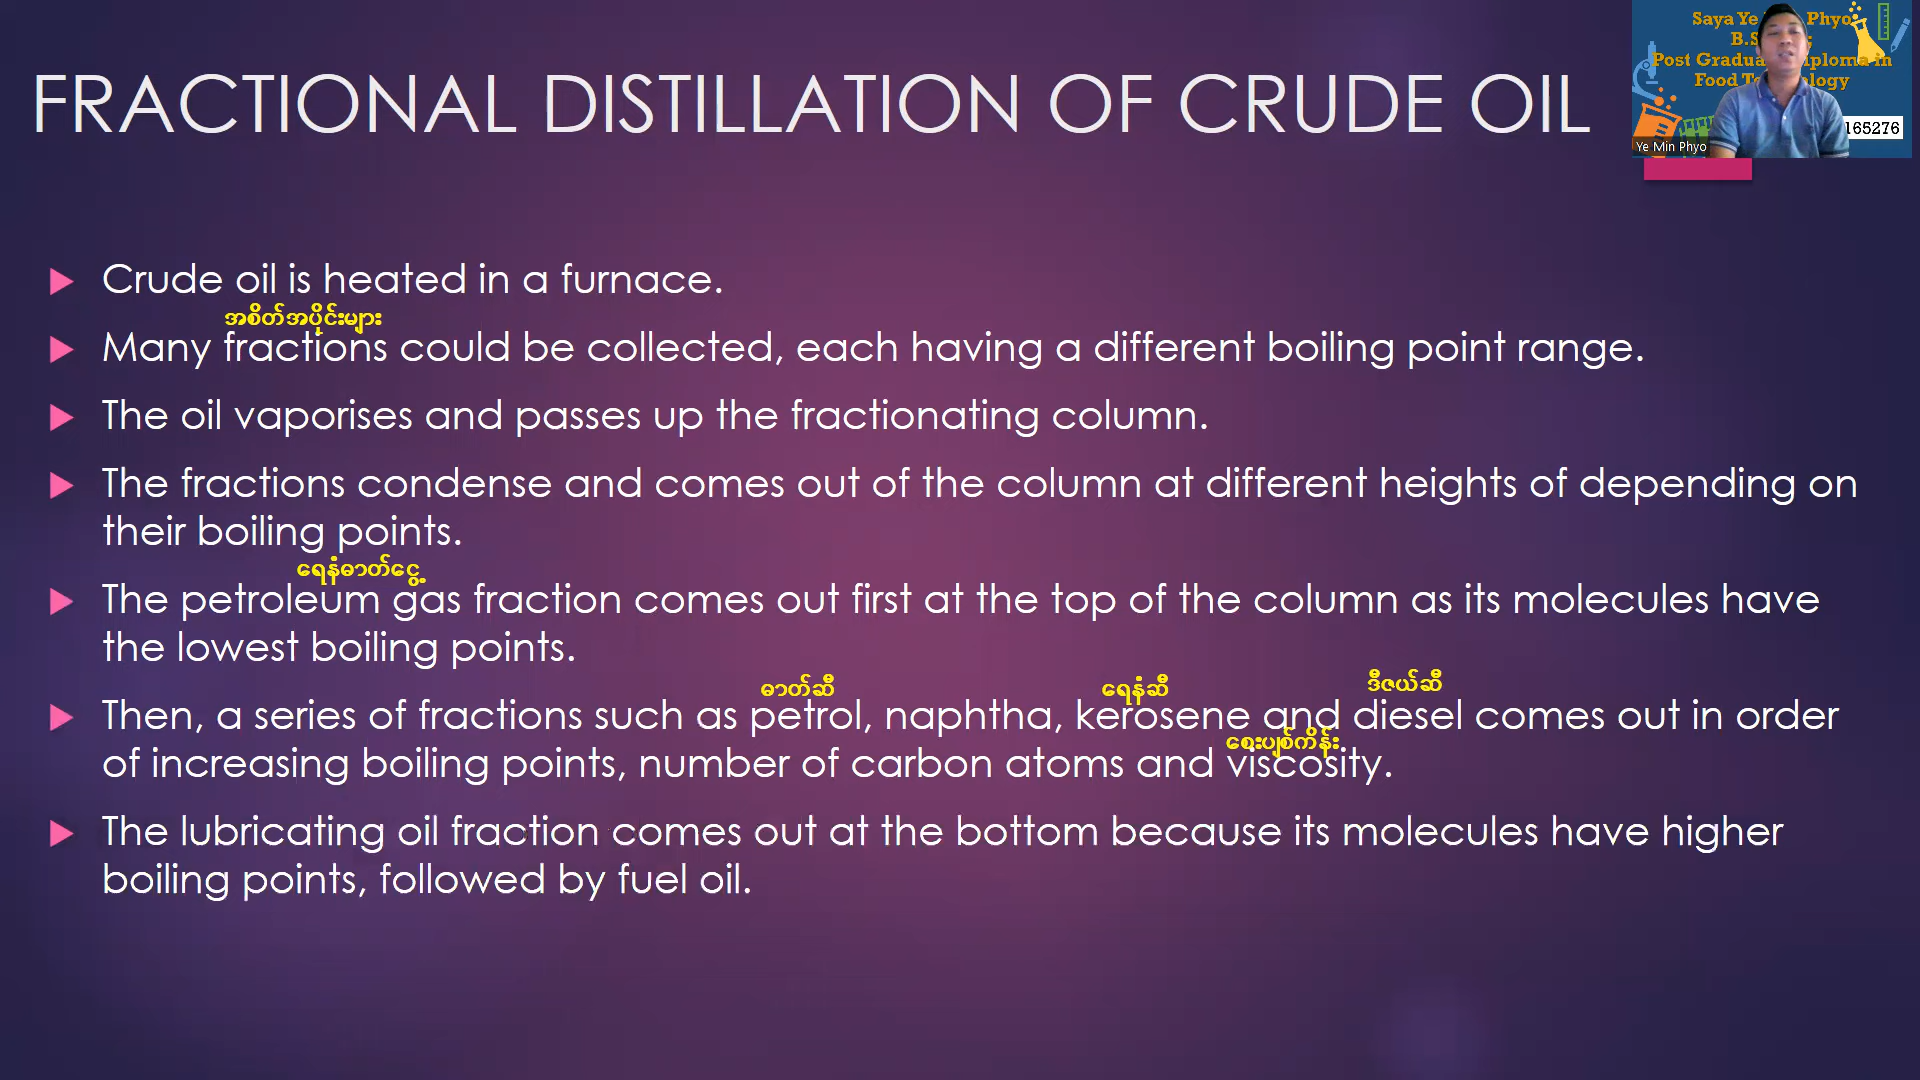 FRACTIONAL DISTILLATION OF CRUDE OIL
Saya Ye Phyo
Post in
Food
165276
Ye Min Phyo
Crude oil is heated in a furnace.
အစိတ်အပိုင်းများ
Many fractions could be collected, each having a different boiling point range.
The oil vaporises and passes up the fractionating column.
The fractions condense and comes out of the column at different heights of depending on
their boiling points.
ရေနံဓာတ်ငွေ့
The petroleum gas fraction comes out first at the top of the column as its molecules have
the lowest boiling points.
ဓာတ်ဆီ ရေနံဆီ ဒီဇယ်ဆီ
Then, a series of fractions such as petrol, naphtha, kerosene and diesel comes out in order
စေးပျစ်ကိန်း
of increasing boiling points, number of carbon atoms and viscosity.
The lubricating oil fraction comes out at the bottom because its molecules have higher
boiling points, followed by fuel oil.